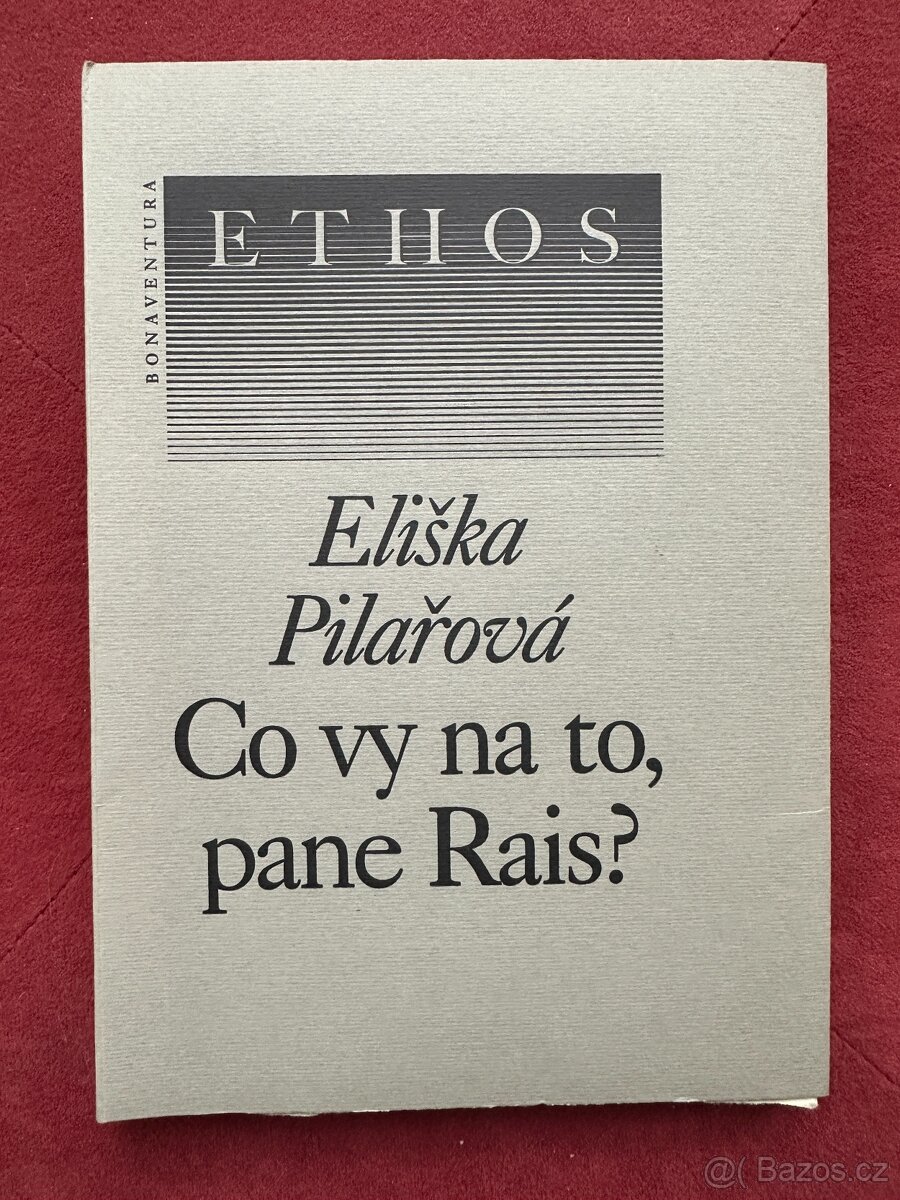 BONAVENTURA
ETHOS
Eliška
Pilařová
Co vy na to,
pane Rais?
@( Bazos.cz